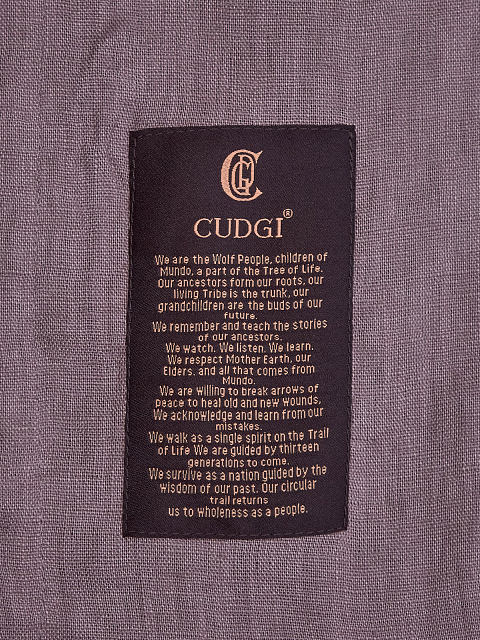 CUDGI®
We are the Wolf People, children of
Mundo, a part of the Tree of Life.
Our ancestors form our roots, our
living Tribe is the trunk, our
grandchildren are the buds of our
future.
We remember and teach the stories
of our ancestors.
We watch. We listen. We learn.
We respect Mother Earth, our
Elders, and all that comes from
Mundo.
We are willing to break arrows of
peace to heal old and new wounds,
We acknowledge and learn from our
mistakes.
We walk as a single spirit on the Trail
of Life We are guided by thirteen
generations to come.
We survive as a nation guided by the
wisdom of our past. Our circular
trail returns
us to wholeness as a people.